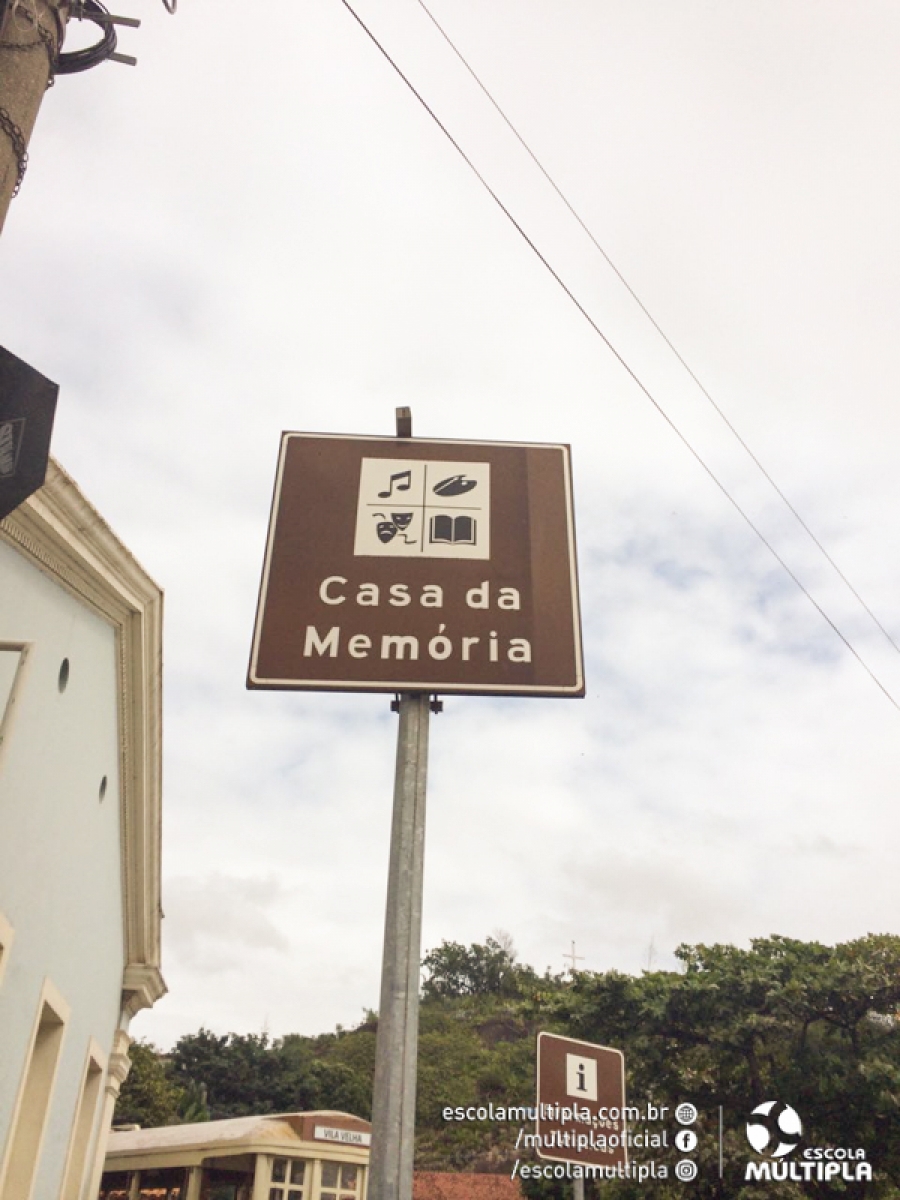 Casa da
Memória
i
VILA VELHA
escolamultipla.com.br
/multiplaoficial
/escolamultipla
ESCOLA
MÚLTIPLA